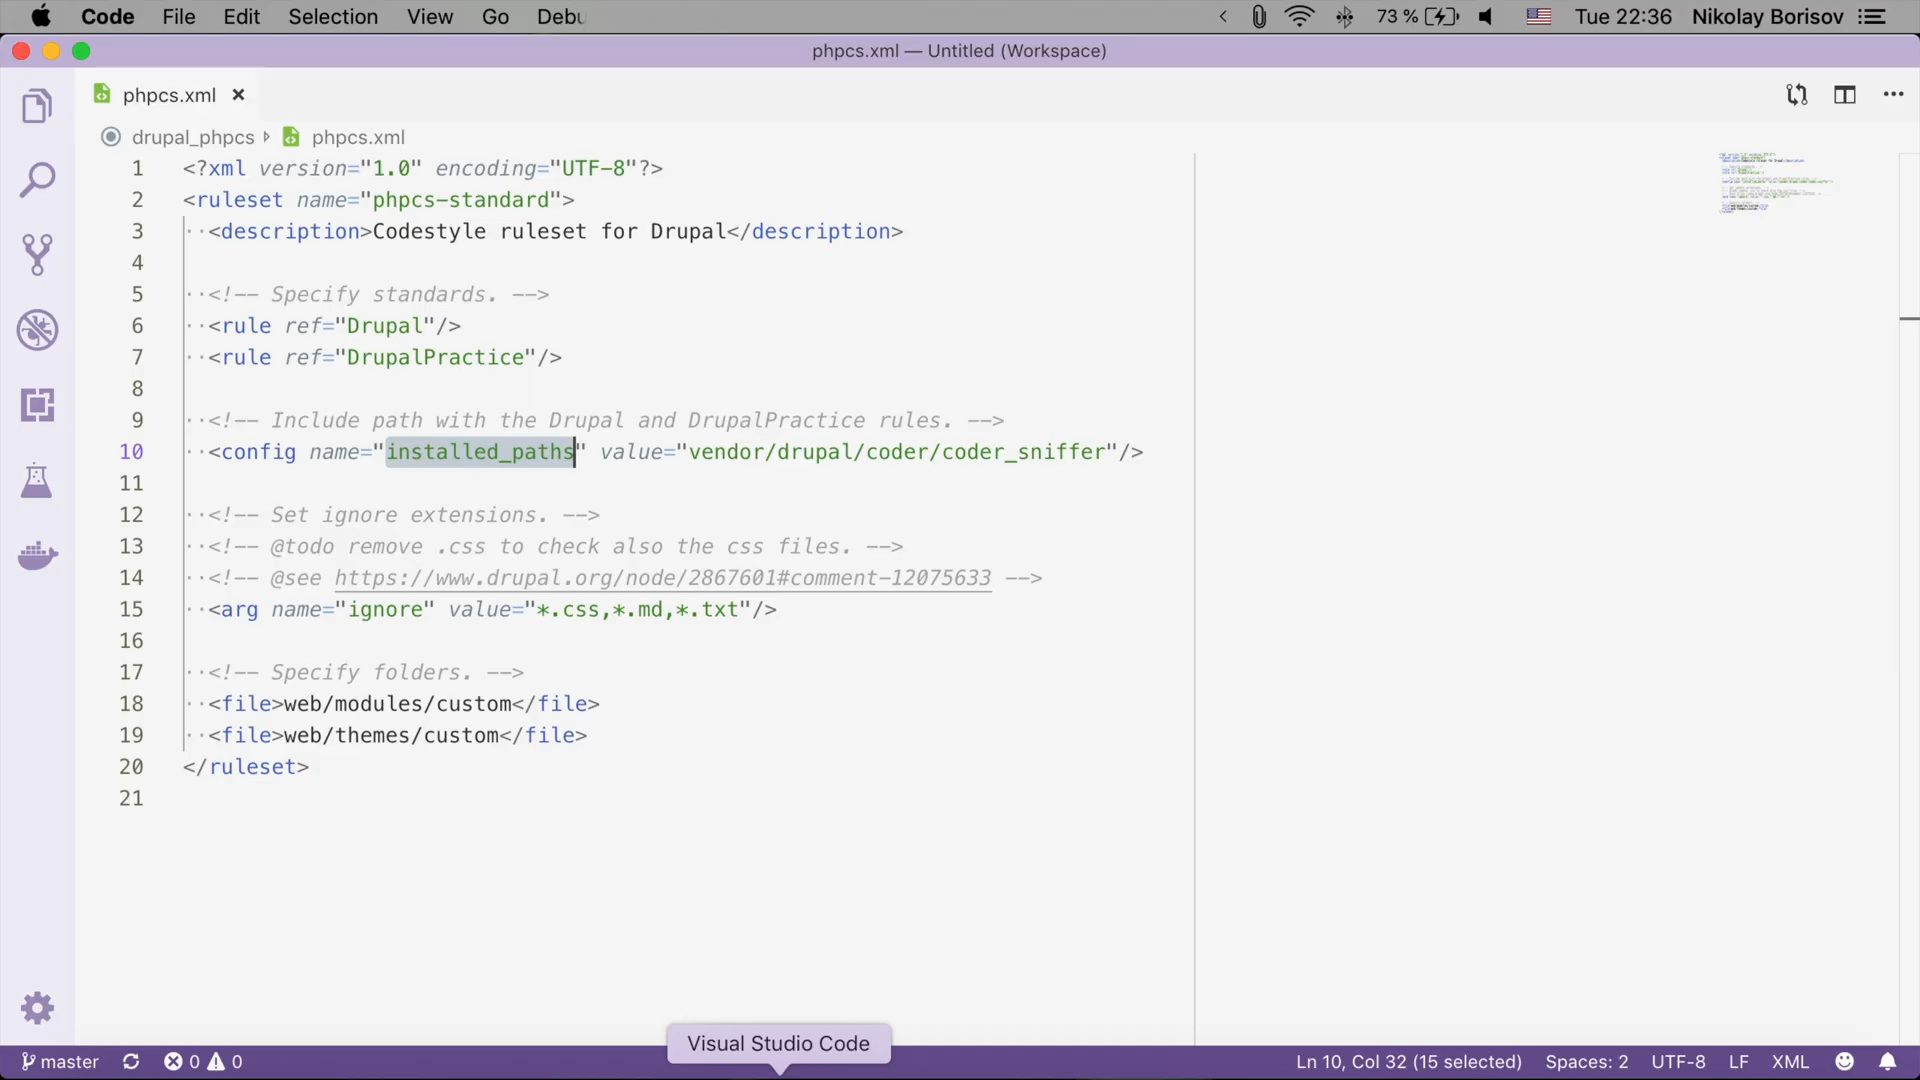 Code File Edit Selection View Go Debu 73 % Tue 22:36 Nikolay Borisov
phpcs.xml — Untitled (Workspace)
phpcs.xml
drupal_phpcs phpcs.xml
1 <?xml version="1.0" encoding="UTF-8"?>
2 <ruleset name="phpcs-standard">
3 ··<description>Codestyle ruleset for Drupal</description>
4
5 ··<!-- Specify standards. -->
6 ··<rule ref="Drupal"/>
7 ··<rule ref="DrupalPractice"/>
8
9 ··<!-- Include path with the Drupal and DrupalPractice rules. -->
10 ··<config name="installed_paths" value="vendor/drupal/coder/coder_sniffer"/>
11
12 ··<!-- Set ignore extensions. -->
13 ··<!-- @todo remove .css to check also the css files. -->
14 ··<!-- @see https://www.drupal.org/node/2867601#comment-12075633 -->
15 ··<arg name="ignore" value="*.css,*.md,*.txt"/>
16
17 ··<!-- Specify folders. -->
18 ··<file>web/modules/custom</file>
19 ··<file>web/themes/custom</file>
20 </ruleset>
21
Visual Studio Code
master 0 0 Ln 10, Col 32 (15 selected) Spaces: 2 UTF-8 LF XML